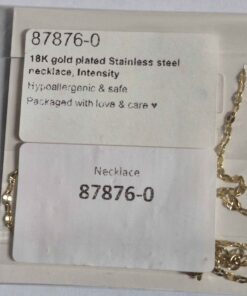 87876-0
18K gold plated Stainless steel
necklace, Intensity
Hypoallergenic & safe
Packaged with love & care ♥
Necklace
87876-0